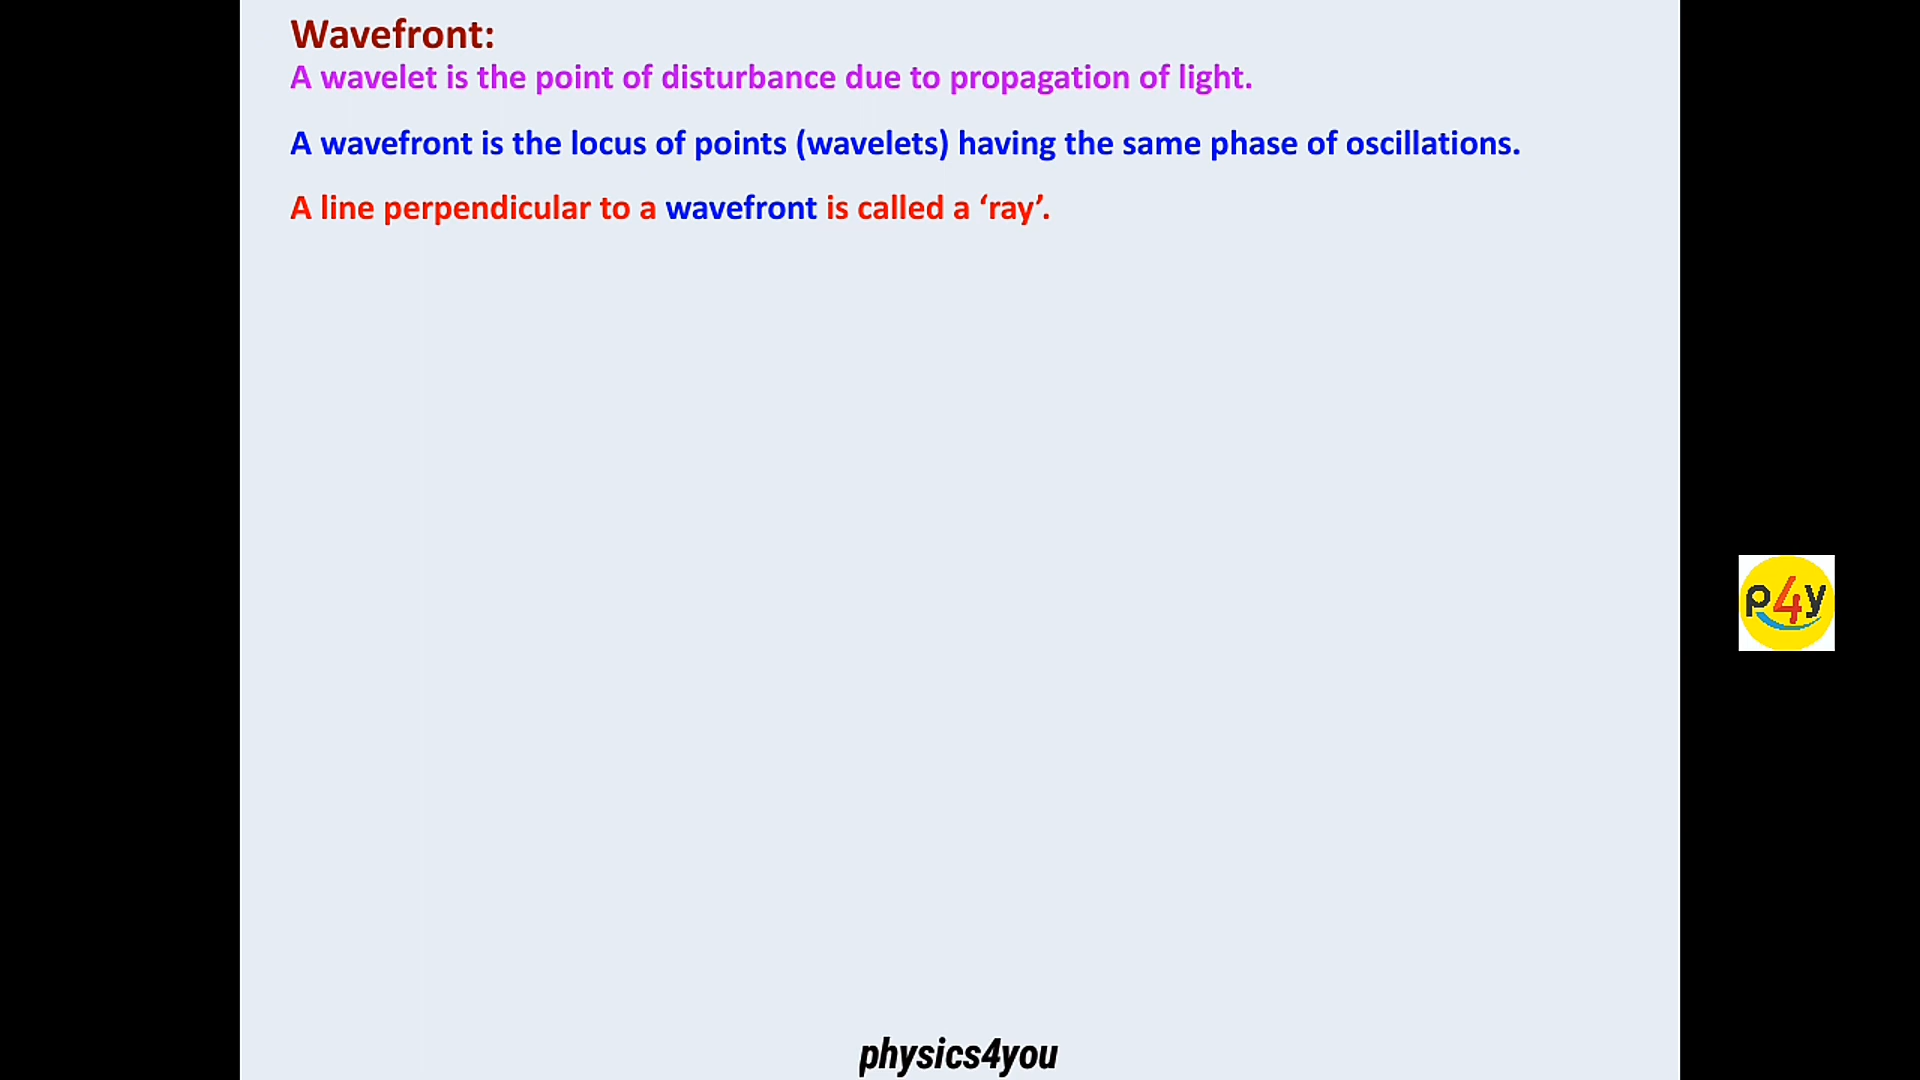 Wavefront:
A wavelet is the point of disturbance due to propagation of light.
A wavefront is the locus of points (wavelets) having the same phase of oscillations.
A line perpendicular to a wavefront is called a ‘ray’.
p4y
physics4you